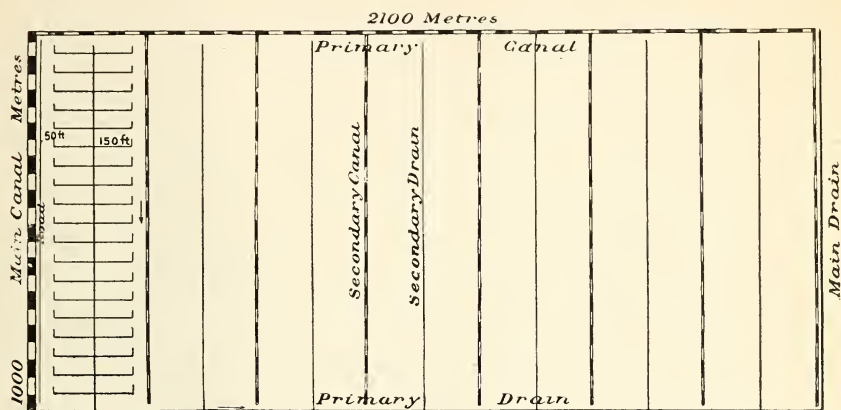 2100 Metres
Primary Canal
1000 Metres
Main Canal
Road
50ft
150ft
Secondary Canal
Secondary Drain
Main Drain
Primary Drain